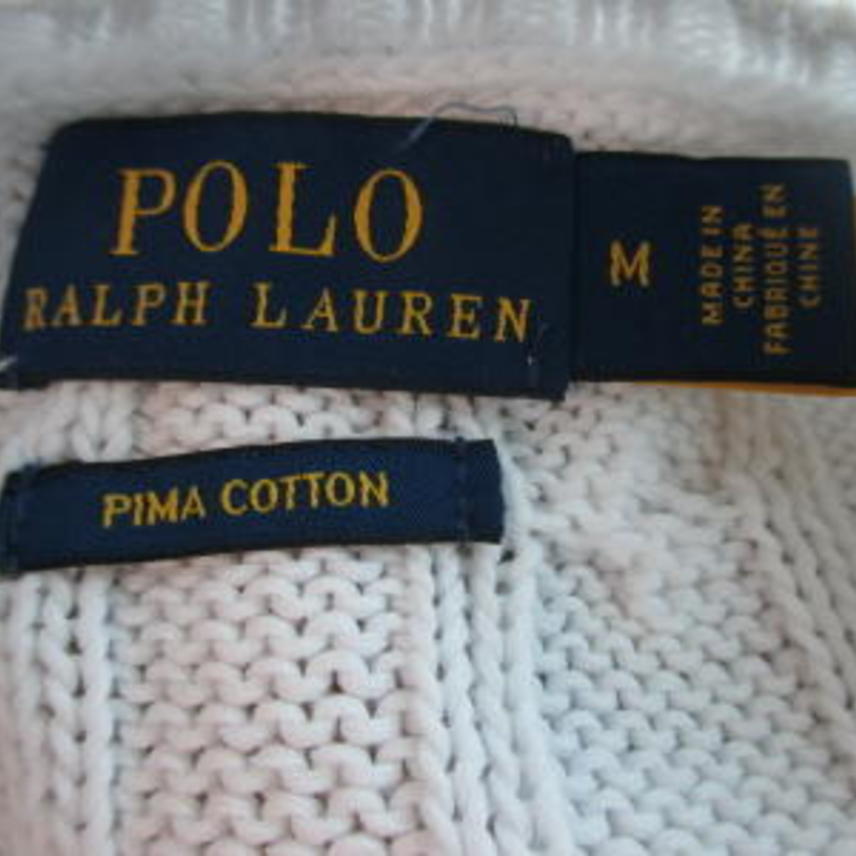 POLO
RALPH LAUREN
M
MADE IN
CHINA
FABRIQUÉ EN
CHINE
PIMA COTTON